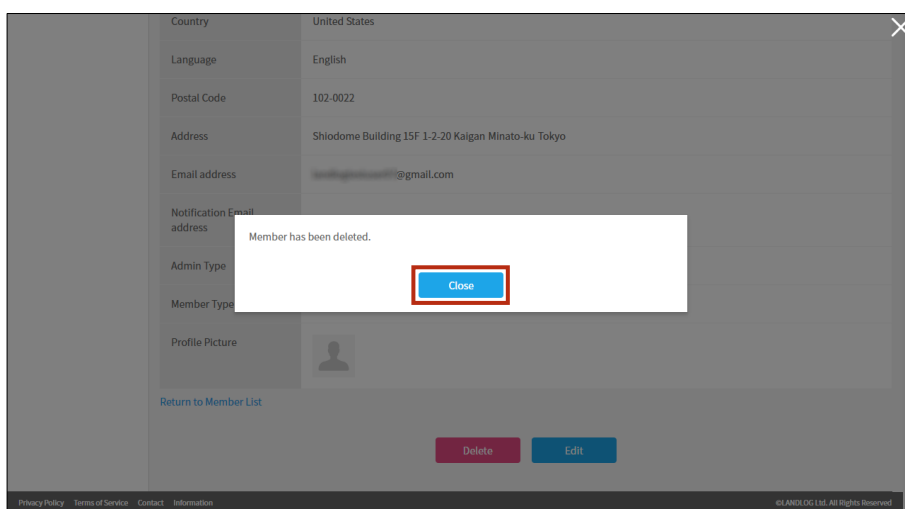 Country United States
Language English
Postal Code 102-0022
Address Shiodome Building 15F 1-2-20 Kaigan Minato-ku Tokyo
Email address @gmail.com
Notification Email
address
Member has been deleted.
Admin Type
Close
Member Type
Profile Picture
Return to Member List
Delete Edit
Privacy Policy Terms of Service Contact Information ©LANDLOG Ltd. All Rights Reserved